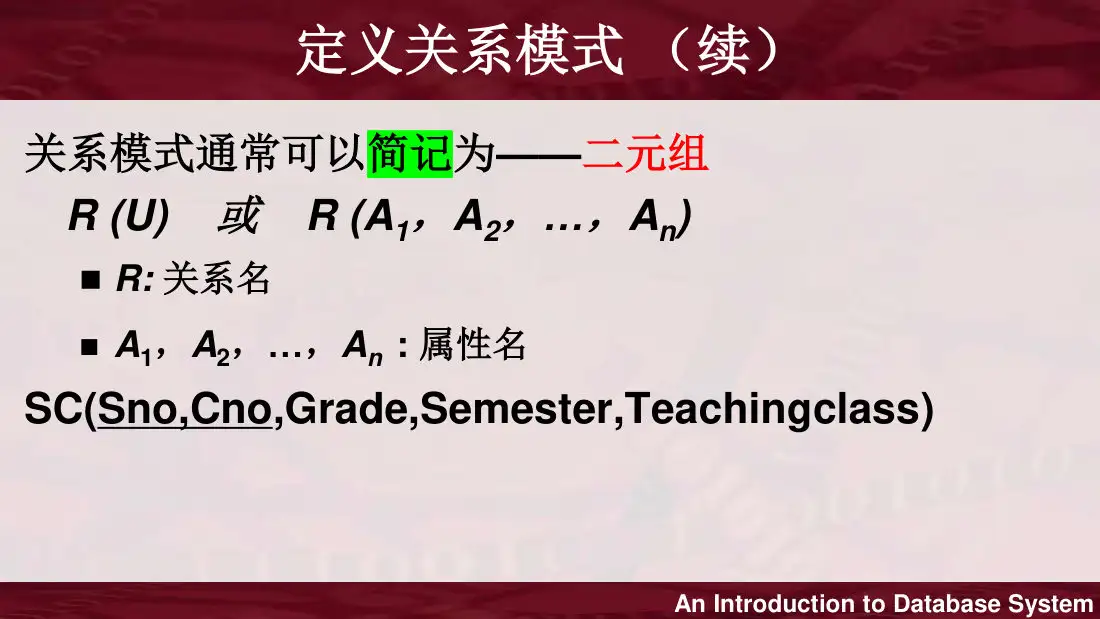 定义关系模式 （续）
关系模式通常可以简记为——二元组
R (U) 或 R (A1，A2，…，An)
■ R: 关系名
■ A1，A2，…，An : 属性名
SC(Sno,Cno,Grade,Semester,Teachingclass)
An Introduction to Database System